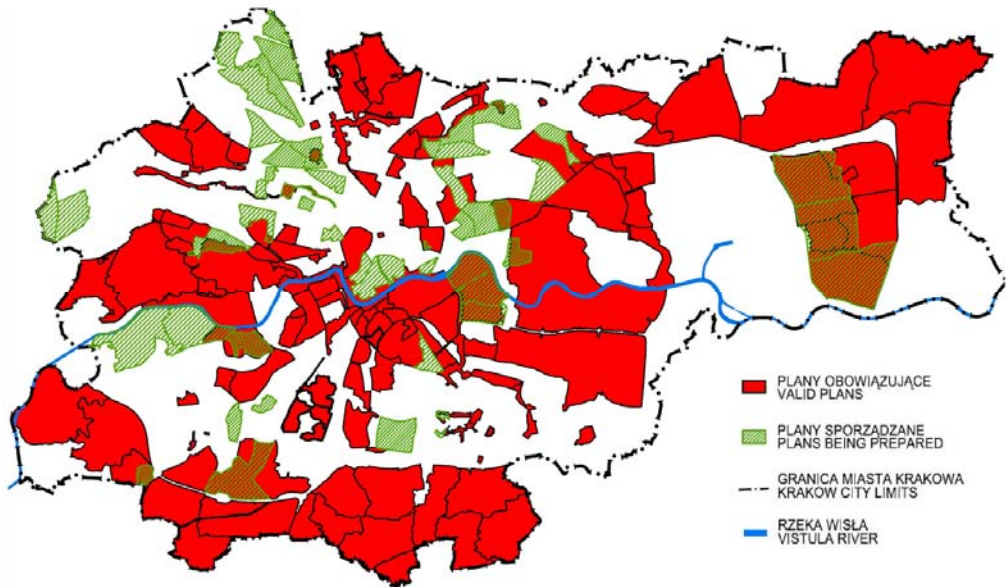 PLANY OBOWIĄZUJĄCE
VALID PLANS
PLANY SPORZĄDZANE
PLANS BEING PREPARED
GRANICA MIASTA KRAKOWA
KRAKOW CITY LIMITS
RZEKA WISŁA
VISTULA RIVER